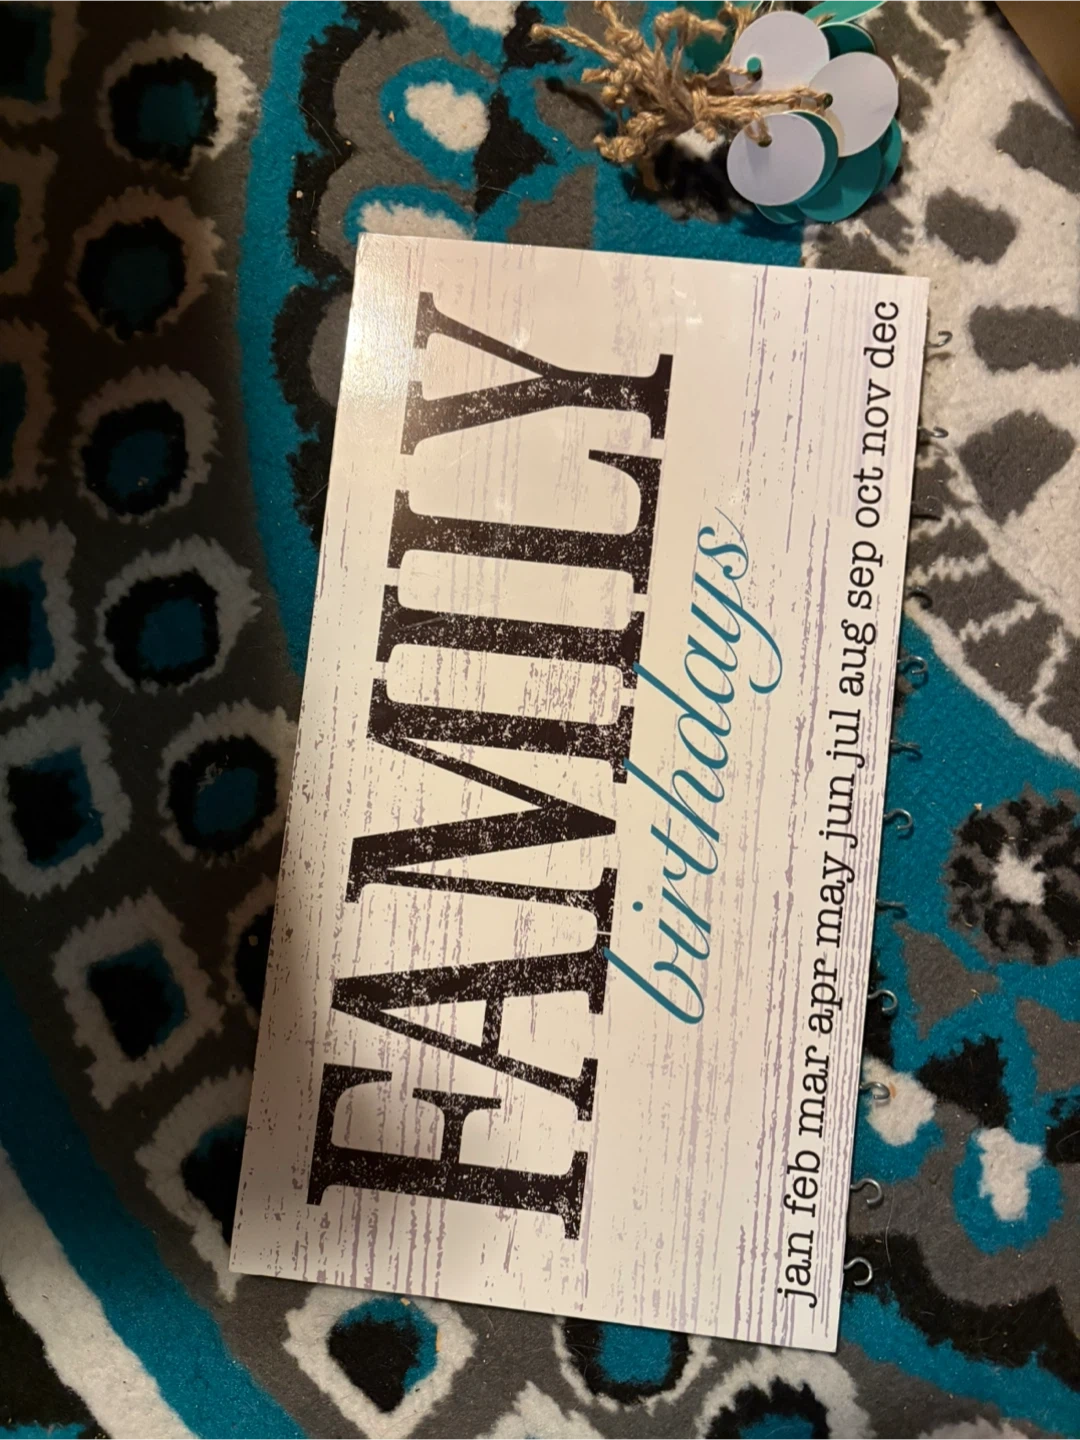 FAMILY
birthdays
jan feb mar apr may jun jul aug sep oct nov dec